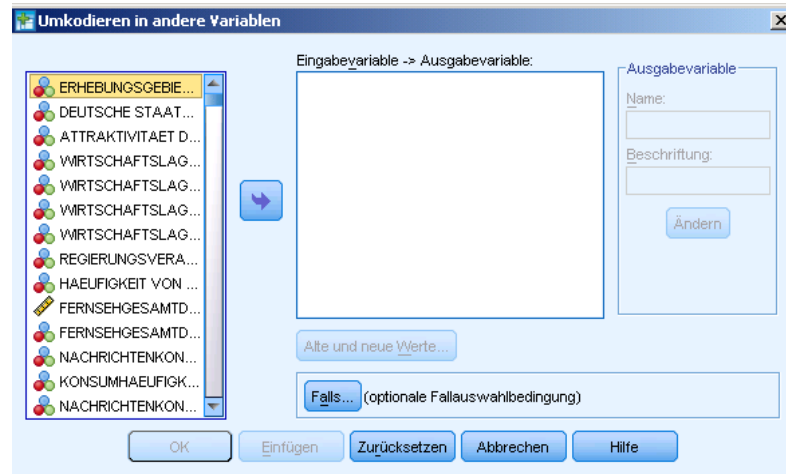 Umkodieren in andere Variablen
ERHEBUNGSGEBIE...
DEUTSCHE STAAT...
ATTRAKTIVITAET D...
WIRTSCHAFTSLAG...
WIRTSCHAFTSLAG...
WIRTSCHAFTSLAG...
WIRTSCHAFTSLAG...
REGIERUNGSVERA...
HAEUFIGKEIT VON ...
FERNSEHGESAMTD...
FERNSEHGESAMTD...
NACHRICHTENKON...
KONSUMHAEUFIGK...
NACHRICHTENKON...
Eingabevariable -> Ausgabevariable:
Ausgabevariable
Name:
Beschriftung:
Ändern
Alte und neue Werte...
Falls... (optionale Fallauswahlbedingung)
OK Einfügen Zurücksetzen Abbrechen Hilfe